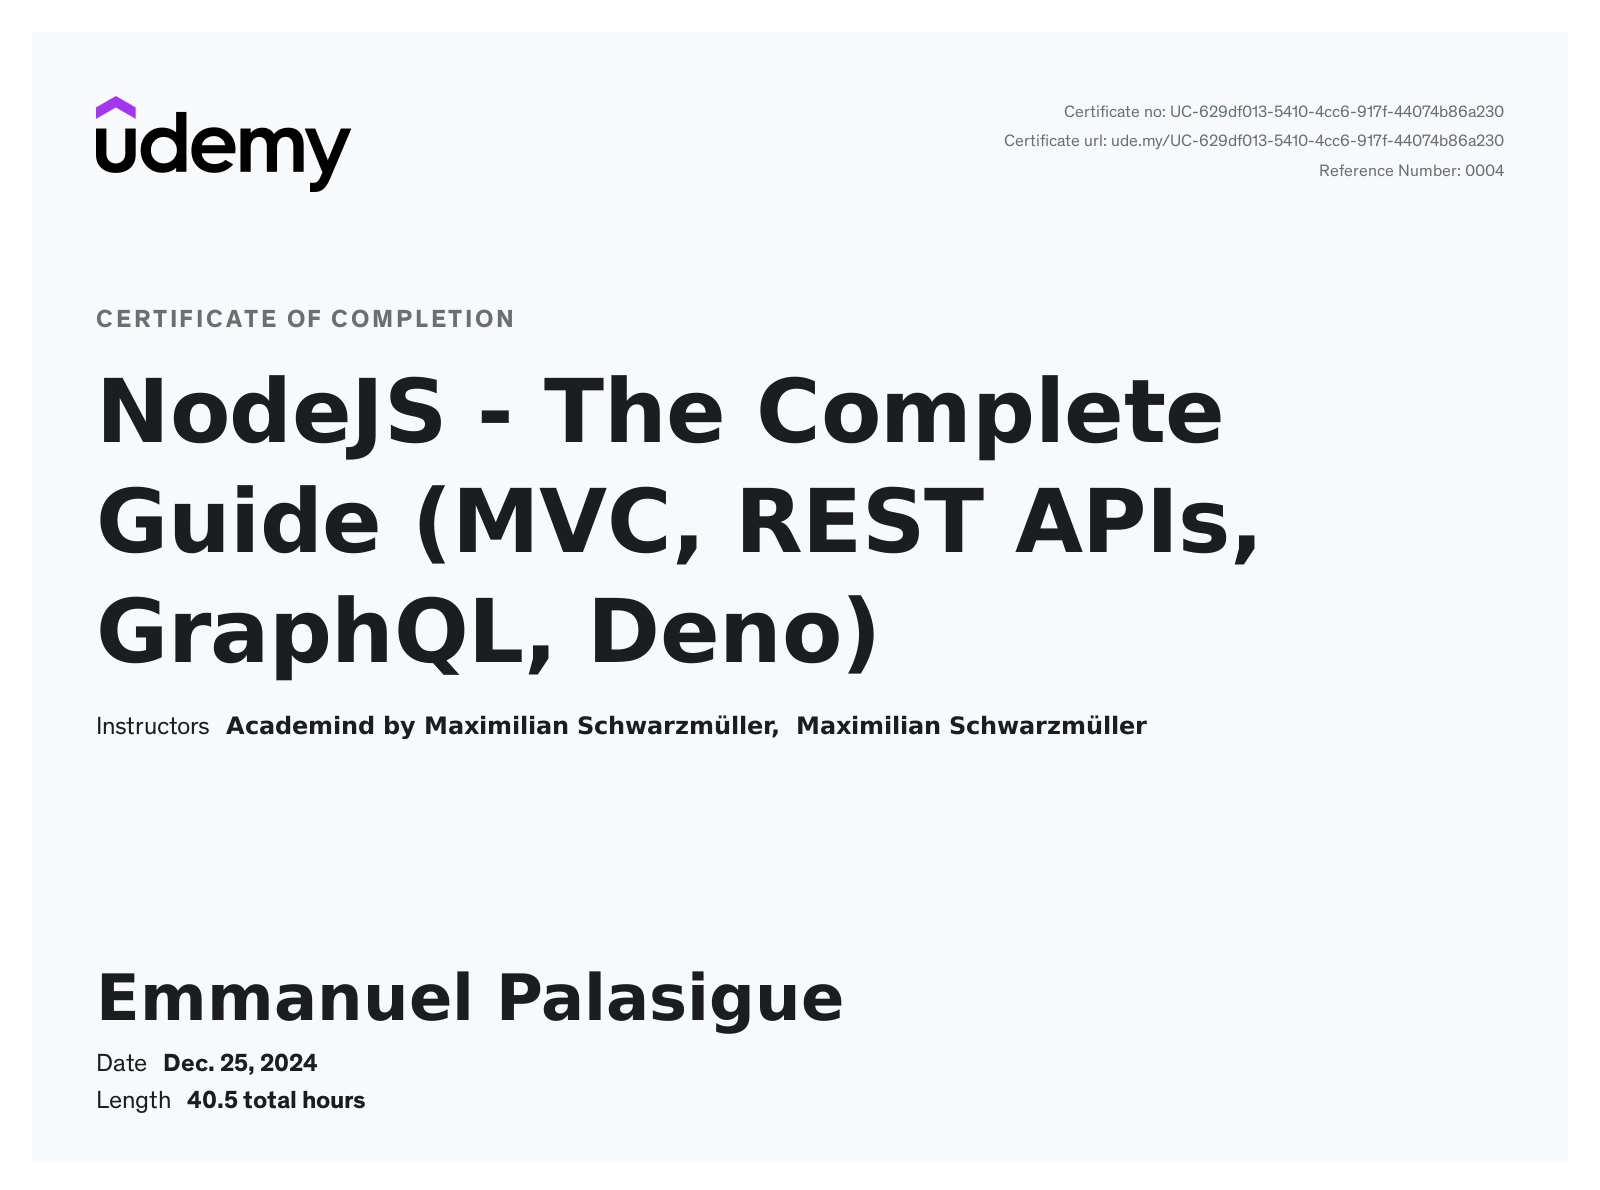 udemy
Certificate no: UC-629df013-5410-4cc6-917f-44074b86a230
Certificate url: ude.my/UC-629df013-5410-4cc6-917f-44074b86a230
Reference Number: 0004
CERTIFICATE OF COMPLETION
NodeJS - The Complete
Guide (MVC, REST APIs,
GraphQL, Deno)
Instructors Academind by Maximilian Schwarzmüller, Maximilian Schwarzmüller
Emmanuel Palasigue
Date Dec. 25, 2024
Length 40.5 total hours